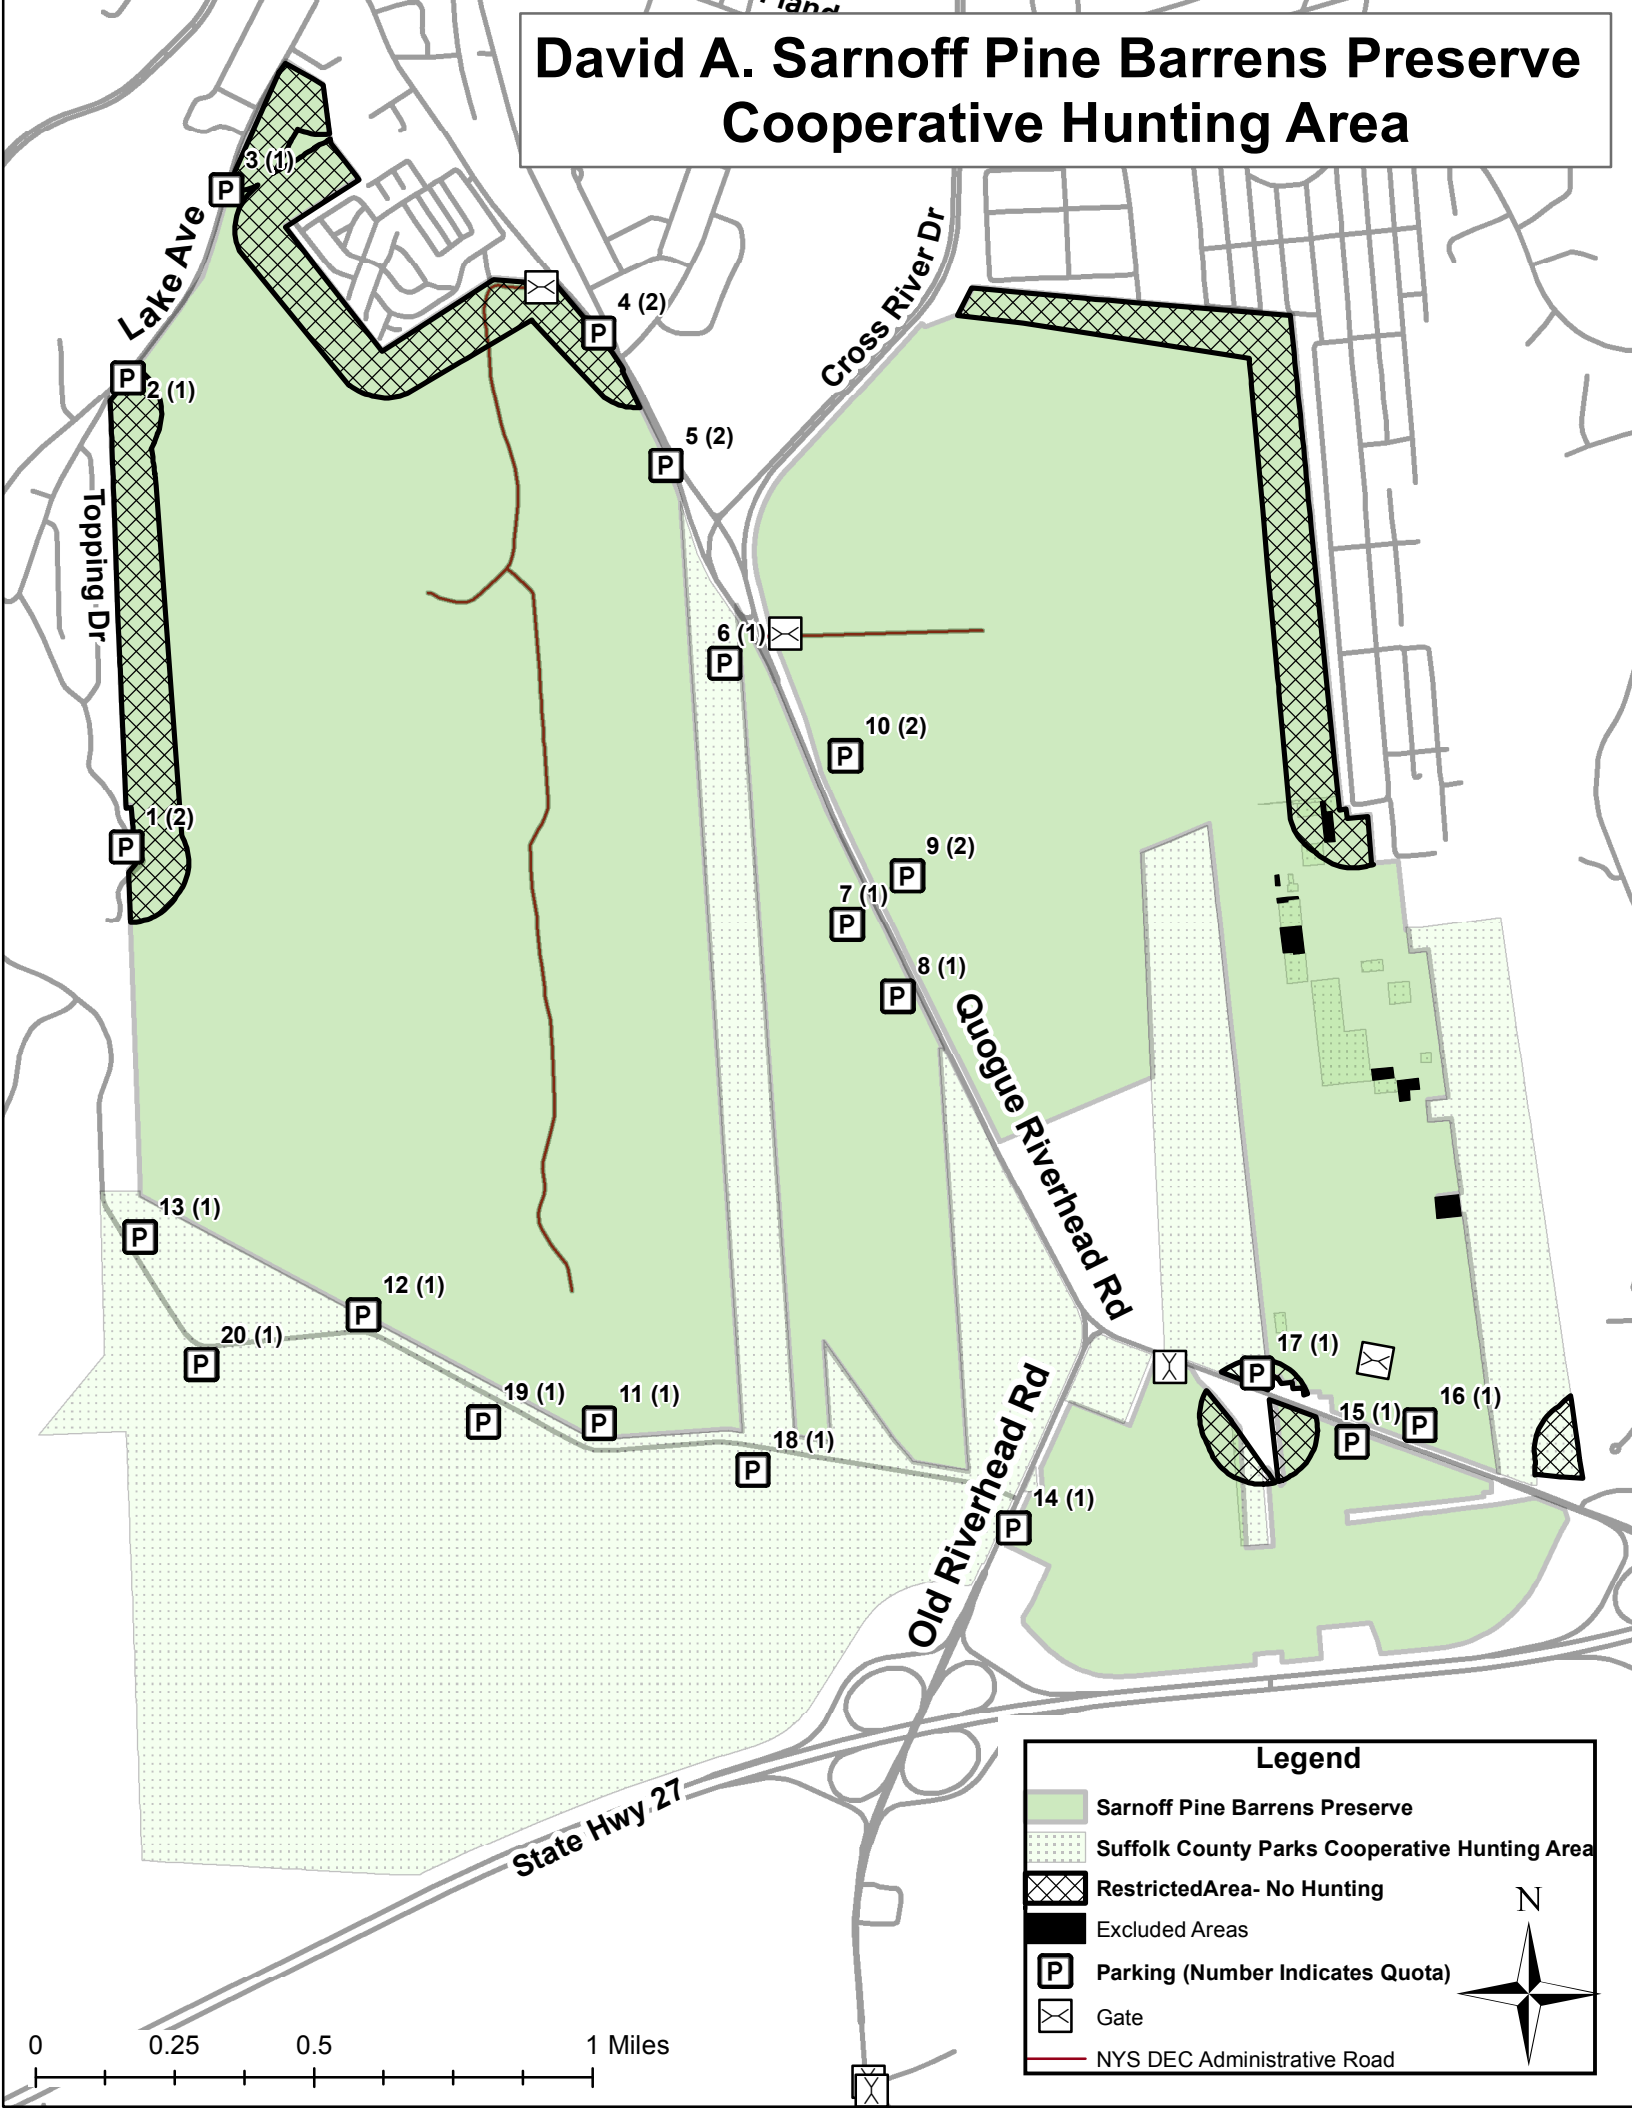 David A. Sarnoff Pine Barrens Preserve
Cooperative Hunting Area
3 (1)
P
Lake Ave
4 (2)
P
Cross River Dr
P
2 (1)
5 (2)
P
Topping Dr
6 (1)
P
10 (2)
P
1 (2)
P
9 (2)
P
7 (1)
P
8 (1)
P
Quogue Riverhead Rd
13 (1)
P
12 (1)
P
20 (1)
P
17 (1)
P
19 (1)
P
11 (1)
P
16 (1)
P
15 (1)
P
18 (1)
P
14 (1)
P
Old Riverhead Rd
State Hwy 27
Legend
Sarnoff Pine Barrens Preserve
Suffolk County Parks Cooperative Hunting Area
RestrictedArea- No Hunting
Excluded Areas
P Parking (Number Indicates Quota)
Gate
NYS DEC Administrative Road
N
0 0.25 0.5 1 Miles